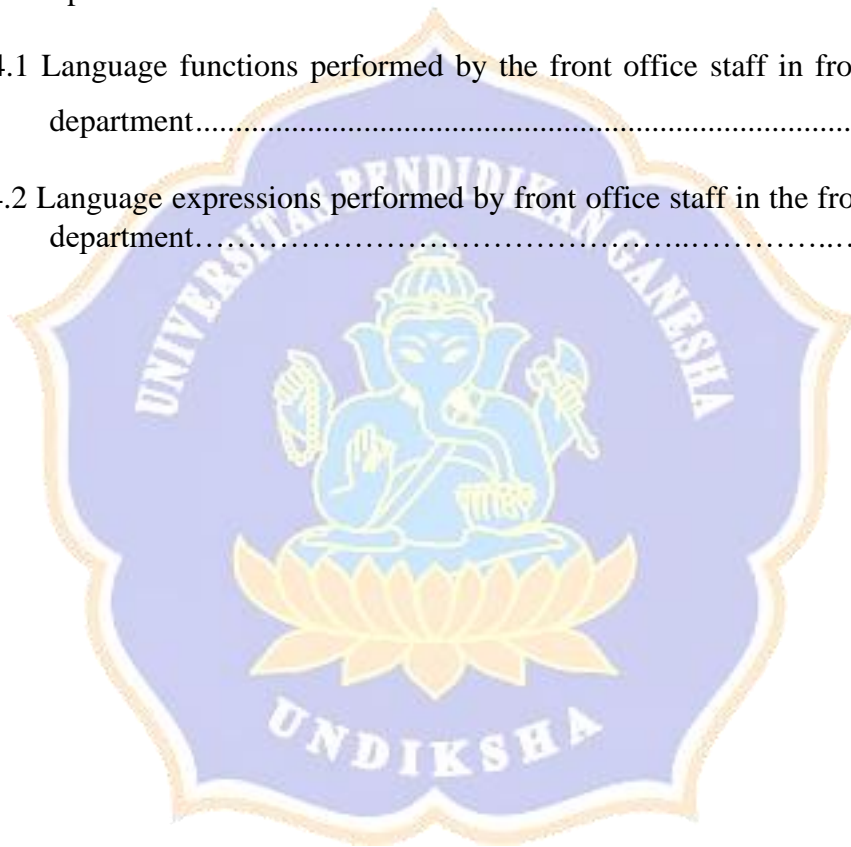 4.1 Language functions performed by the front office staff in fro
department..............................................................................
4.2 Language expressions performed by front office staff in the fro
department……………………………………..…………..…
UNIVERSITAS PENDIDIKAN GANESHA
UNDIKSHA